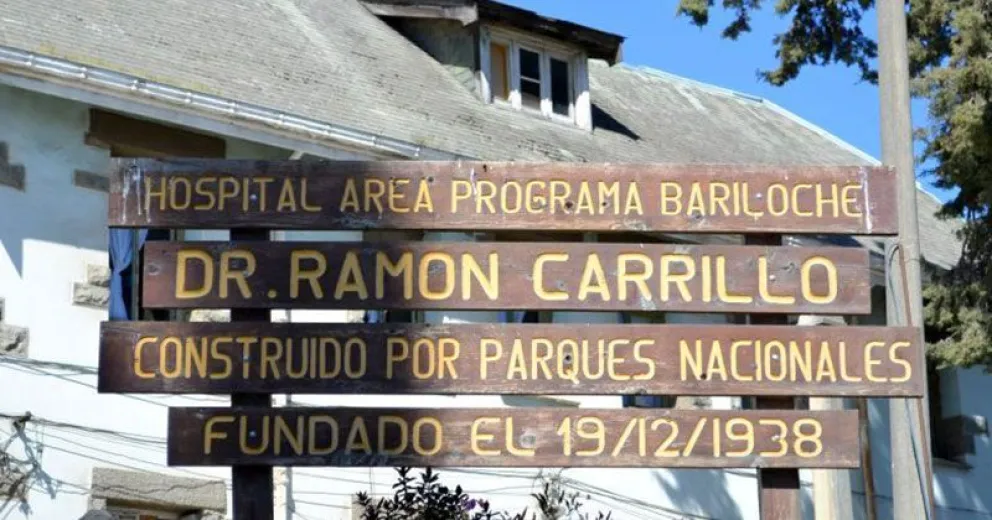 HOSPITAL AREA PROGRAMA BARILOCHE
DR. RAMON CARRILLO
CONSTRUIDO POR PARQUES NACIONALES
FUNDADO EL 19/12/1938